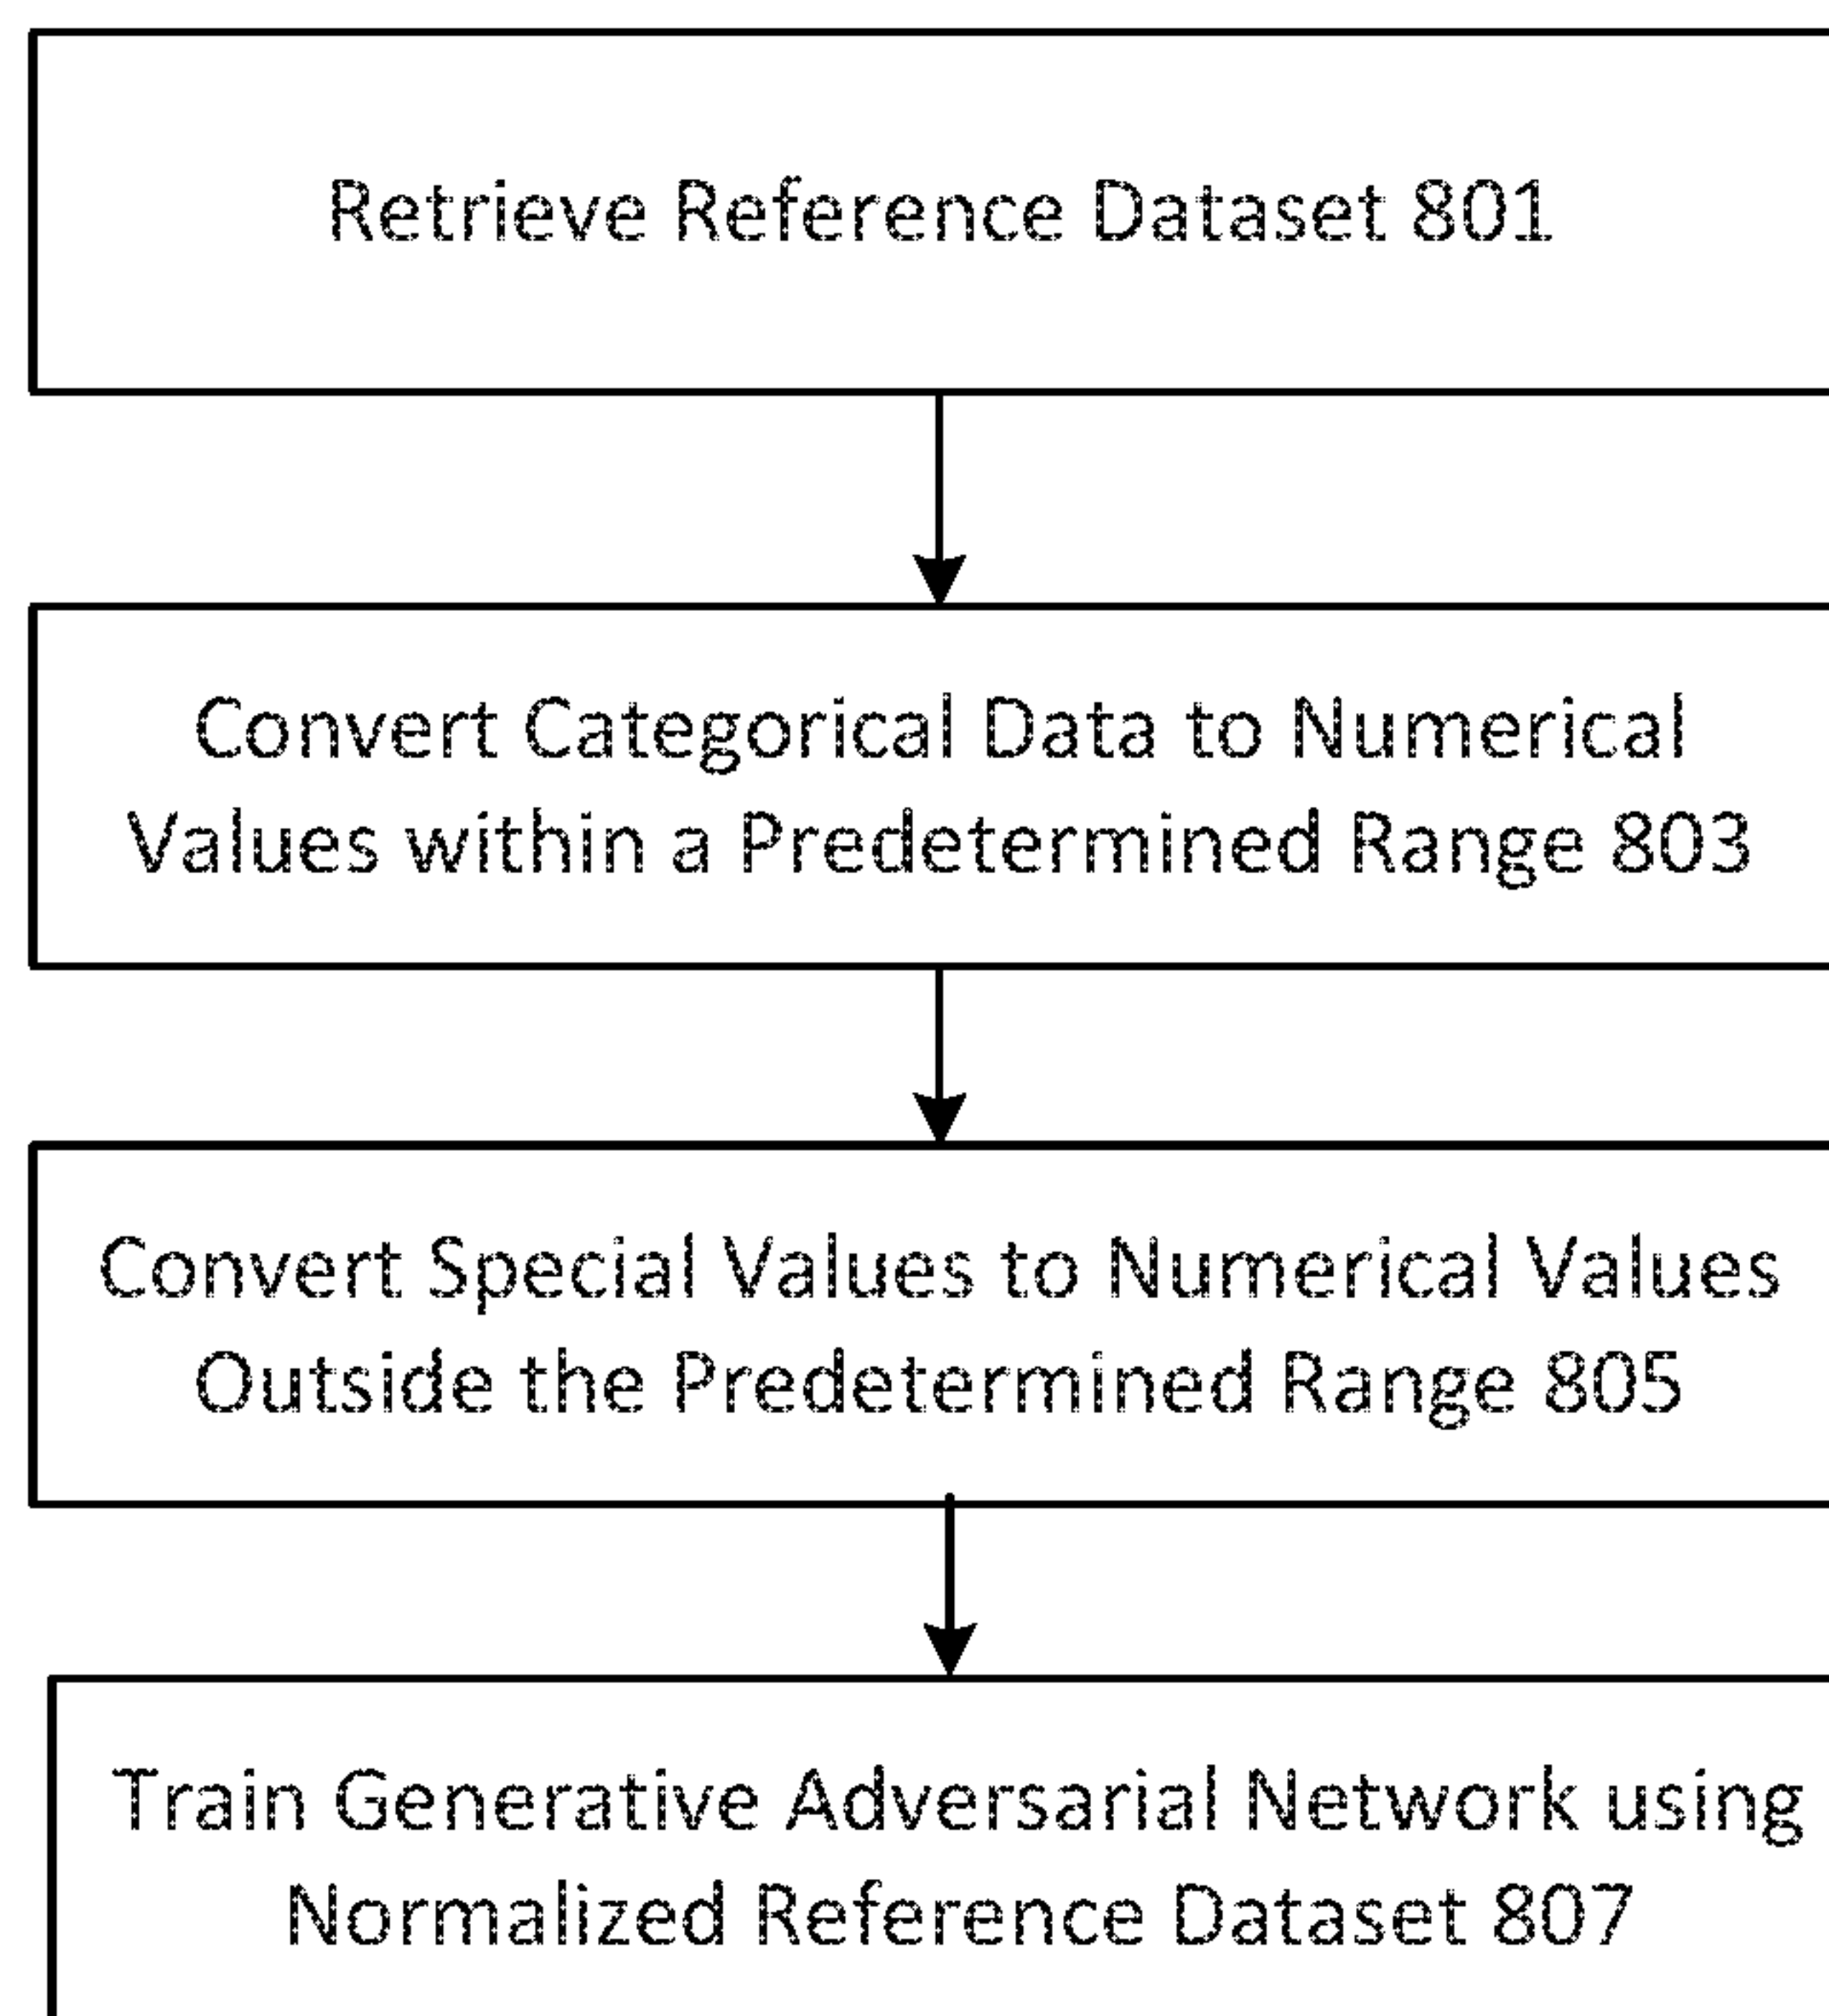 Retrieve Reference Dataset 801
Convert Categorical Data to Numerical
Values within a Predetermined Range 803
Convert Special Values to Numerical Values
Outside the Predetermined Range 805
Train Generative Adversarial Network using
Normalized Reference Dataset 807